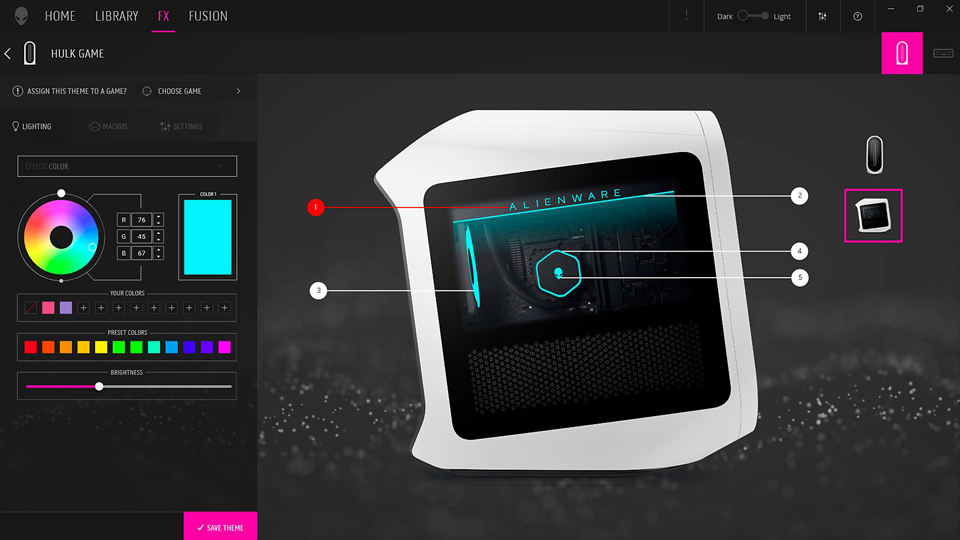 HOME LIBRARY FX FUSION ! Dark Light ?
HULK GAME
! ASSIGN THIS THEME TO A GAME? CHOOSE GAME
LIGHTING MACROS SETTINGS
EFFECT: COLOR
COLOR 1
R 76
G 45
B 67
YOUR COLORS
PRESET COLORS
BRIGHTNESS
SAVE THEME
ALIENWARE
1
2
3
4
5